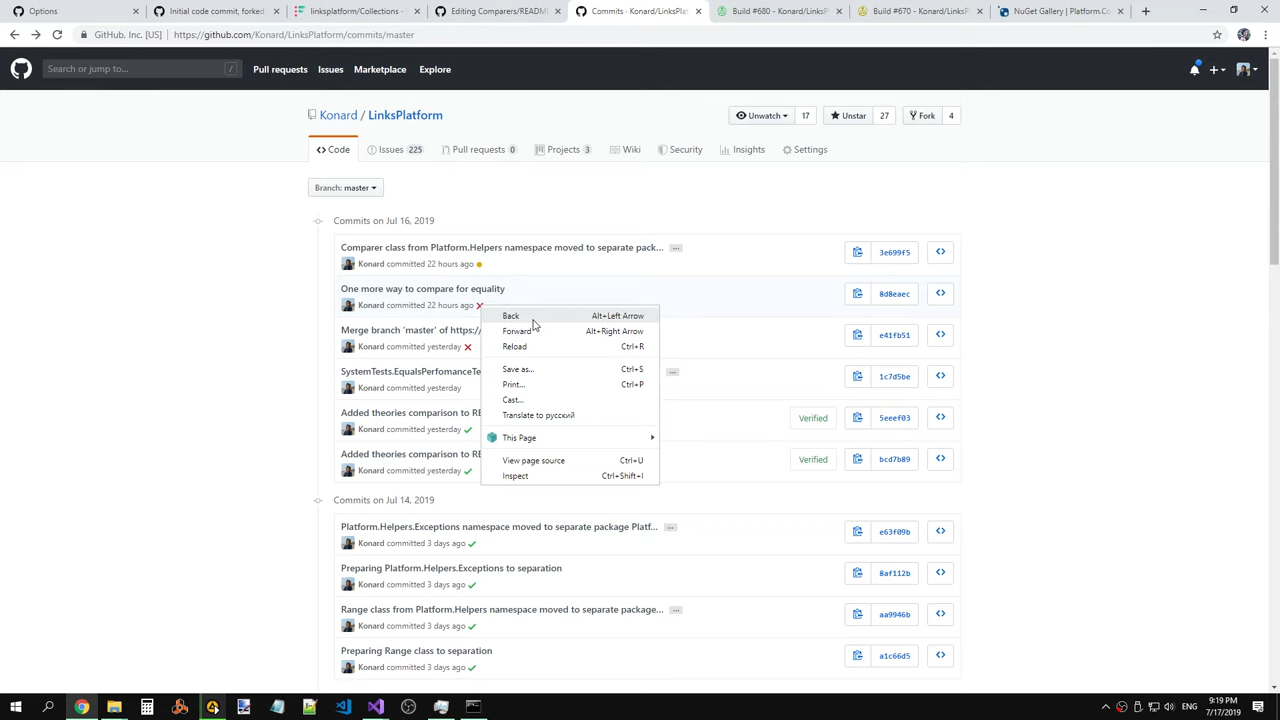 Options
Initial code commit, forked
linksplatform/Collections -
Editing Comparers/README
Commits - Konard/LinksPlat
Build #680 - Konard/LinksP
Build #670 - Konard/LinksP
NuGet Gallery | Platform.Co
GitHub, Inc. [US] https://github.com/Konard/LinksPlatform/commits/master
Search or jump to... /
Pull requests Issues Marketplace Explore
Konard / LinksPlatform
Unwatch 17 Unstar 27 Fork 4
Code Issues 225 Pull requests 0 Projects 3 Wiki Security Insights Settings
Branch: master
Commits on Jul 16, 2019
Comparer class from Platform.Helpers namespace moved to separate pack... ...
Konard committed 22 hours ago
3e699f5
One more way to compare for equality
Konard committed 22 hours ago
8d8eaec
Merge branch 'master' of https:/
Konard committed yesterday
e41fb51
SystemTests.EqualsPerfomanceTe
...
Konard committed yesterday
1c7d5be
Added theories comparison to RE
Konard committed yesterday
Verified 5eeef03
Added theories comparison to RE
Konard committed yesterday
Verified bcd7b89
Back Alt+Left Arrow
Forward Alt+Right Arrow
Reload Ctrl+R
Save as... Ctrl+S
Print... Ctrl+P
Cast...
Translate to русский
This Page
View page source Ctrl+U
Inspect Ctrl+Shift+I
Commits on Jul 14, 2019
Platform.Helpers.Exceptions namespace moved to separate package Platf... ...
Konard committed 3 days ago
e63f09b
Preparing Platform.Helpers.Exceptions to separation
Konard committed 3 days ago
8af112b
Range class from Platform.Helpers namespace moved to separate package... ...
Konard committed 3 days ago
aa9946b
Preparing Range class to separation
Konard committed 3 days ago
a1c66d5
ENG
9:19 PM
7/17/2019